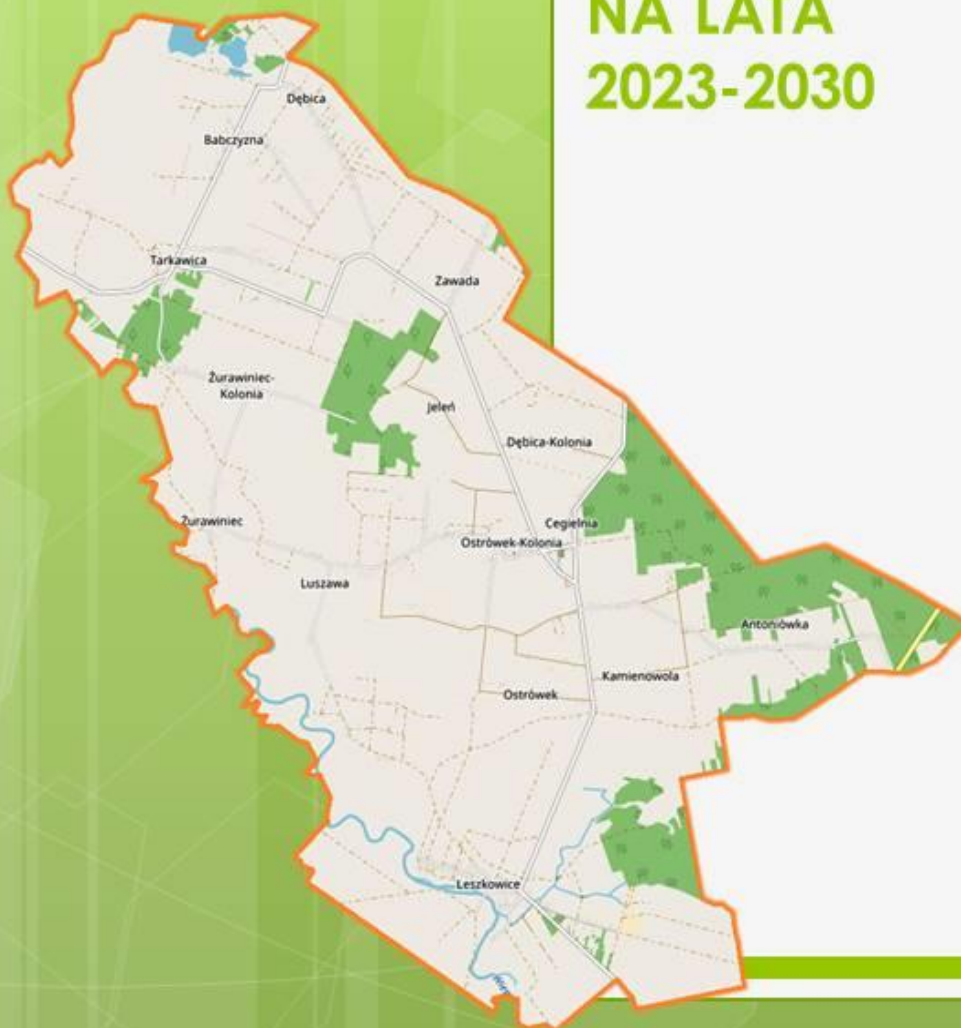 NA LATA
2023-2030
Dębica
Babczyzna
Tarkawica
Zawada
Żurawiniec-
Kolonia
Jeleń
Dębica-Kolonia
Żurawiniec
Cegielnia
Ostrówek-Kolonia
Luszawa
Antoniówka
Kamienowola
Ostrówek
Leszkowice